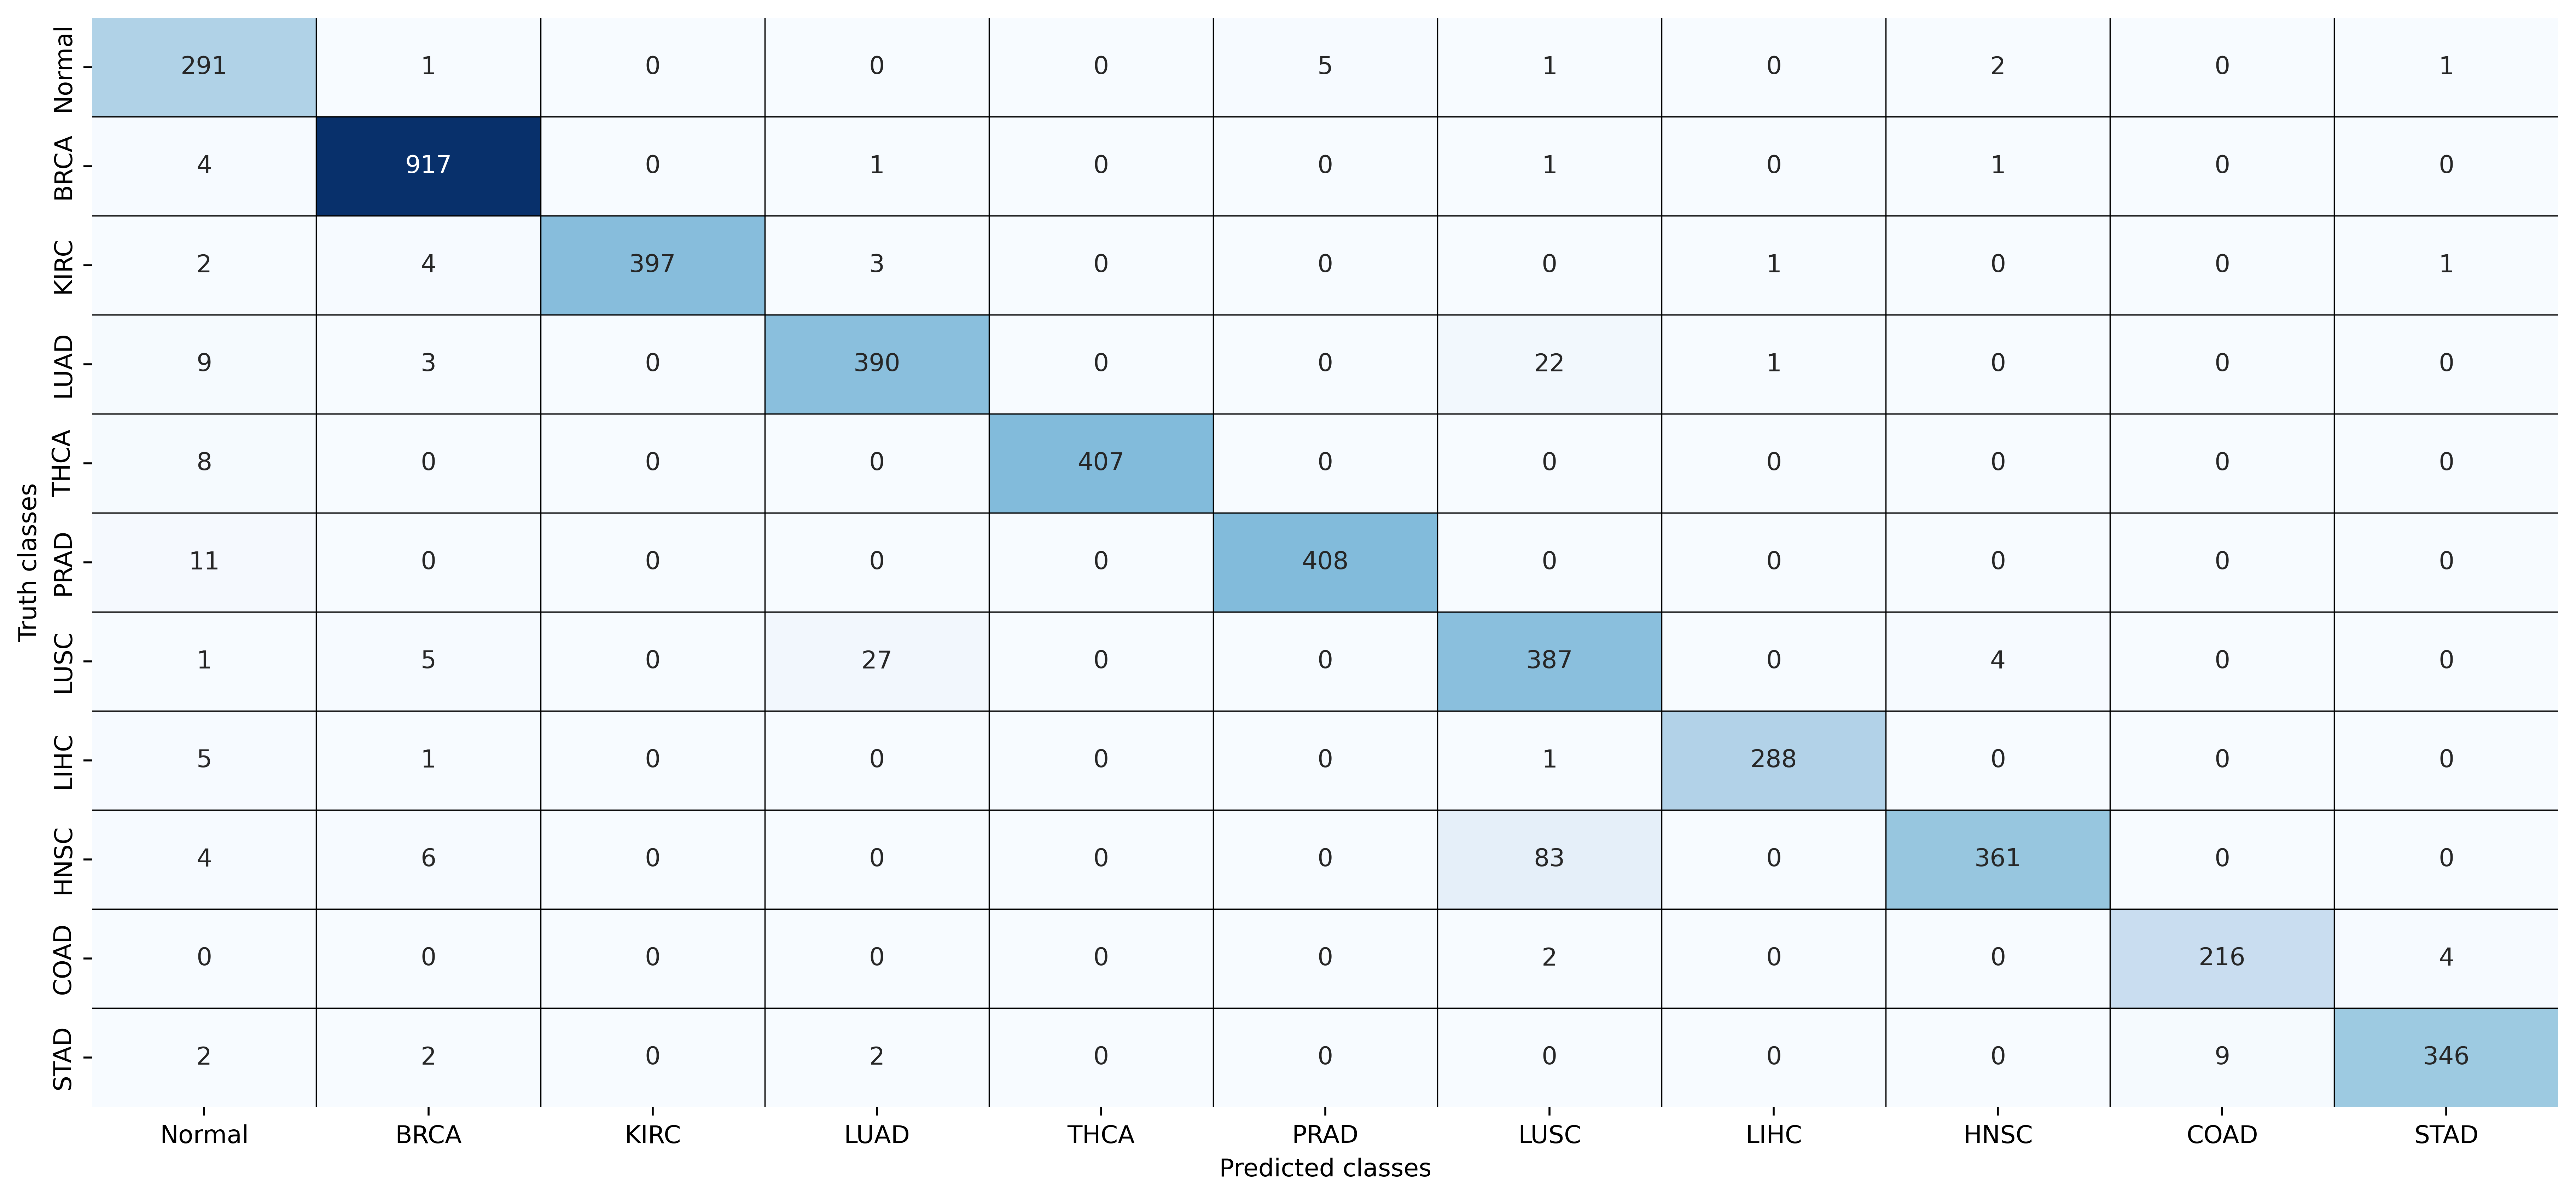 Truth classes
Normal 291 1 0 0 0 5 1 0 2 0 1
BRCA 4 917 0 1 0 0 1 0 1 0 0
KIRC 2 4 397 3 0 0 0 1 0 0 1
LUAD 9 3 0 390 0 0 22 1 0 0 0
THCA 8 0 0 0 407 0 0 0 0 0 0
PRAD 11 0 0 0 0 408 0 0 0 0 0
LUSC 1 5 0 27 0 0 387 0 4 0 0
LIHC 5 1 0 0 0 0 1 288 0 0 0
HNSC 4 6 0 0 0 0 83 0 361 0 0
COAD 0 0 0 0 0 0 2 0 0 216 4
STAD 2 2 0 2 0 0 0 0 0 9 346
Normal BRCA KIRC LUAD THCA PRAD LUSC LIHC HNSC COAD STAD
Predicted classes